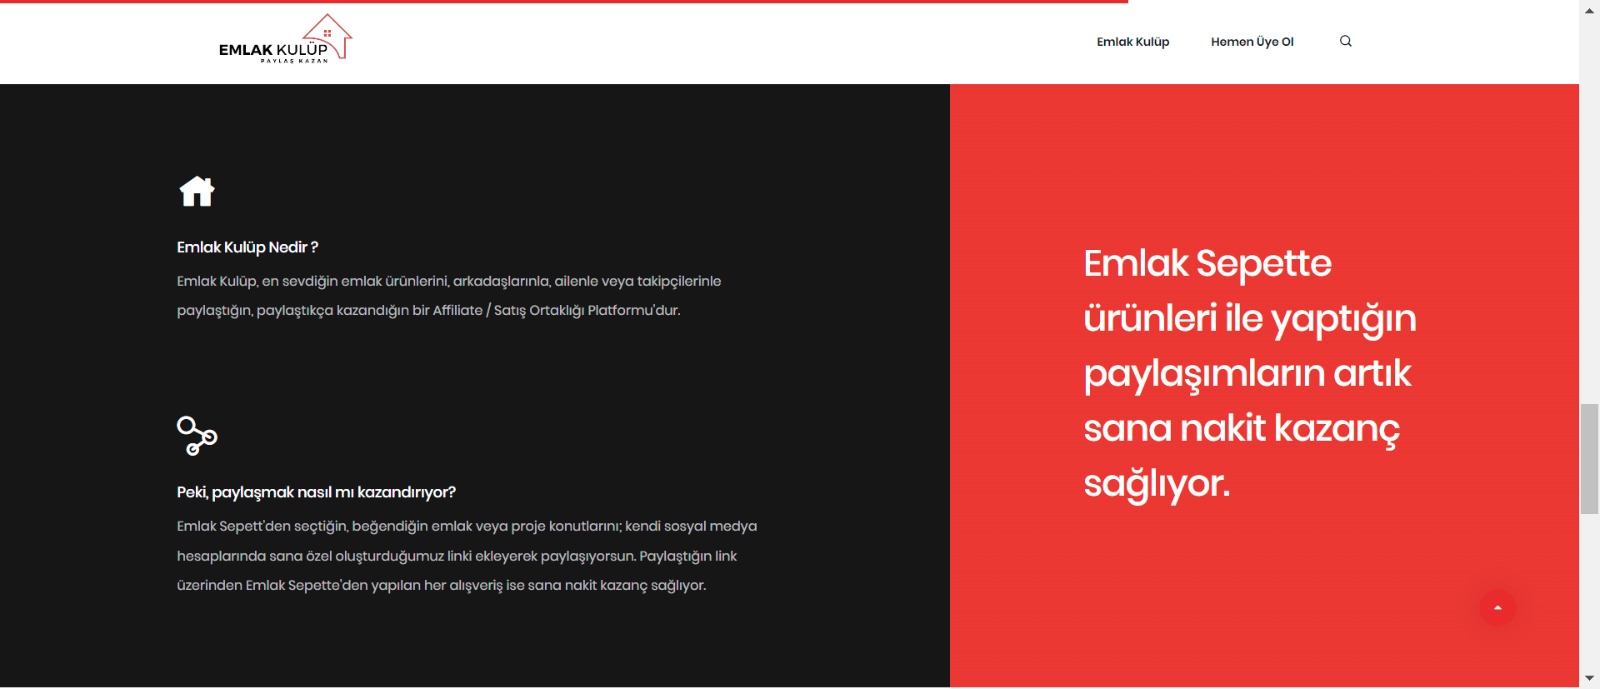 EMLAK KULÜP
PAYLAŞ KAZAN
Emlak Kulüp
Hemen Üye Ol
Emlak Kulüp Nedir ?
Emlak Kulüp, en sevdiğin emlak ürünlerini, arkadaşlarınla, ailenle veya takipçilerinle
paylaştığın, paylaştıkça kazandığın bir Affiliate / Satış Ortaklığı Platformu'dur.
Peki, paylaşmak nasıl mı kazandırıyor?
Emlak Sepett'den seçtiğin, beğendiğin emlak veya proje konutlarını; kendi sosyal medya
hesaplarında sana özel oluşturduğumuz linki ekleyerek paylaşıyorsun. Paylaştığın link
üzerinden Emlak Sepette'den yapılan her alışveriş ise sana nakit kazanç sağlıyor.
Emlak Sepette
ürünleri ile yaptığın
paylaşımların artık
sana nakit kazanç
sağlıyor.